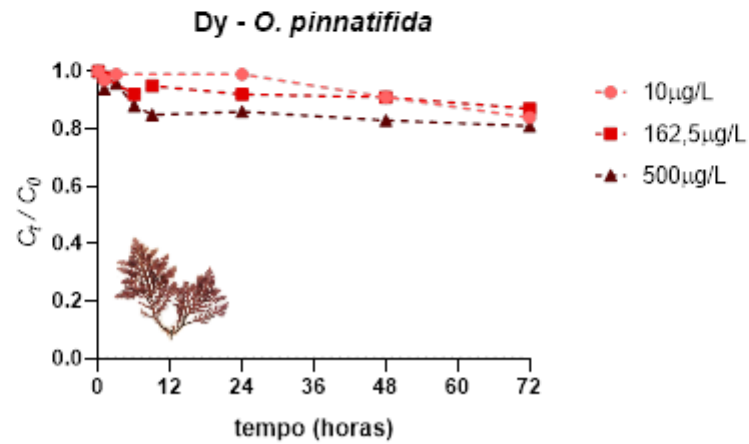 Dy - O. pinnatifida
1.0
0.8
0.6
0.4
0.2
0.0
Ct / C0
0 12 24 36 48 60 72
tempo (horas)
10µg/L
162,5µg/L
500µg/L